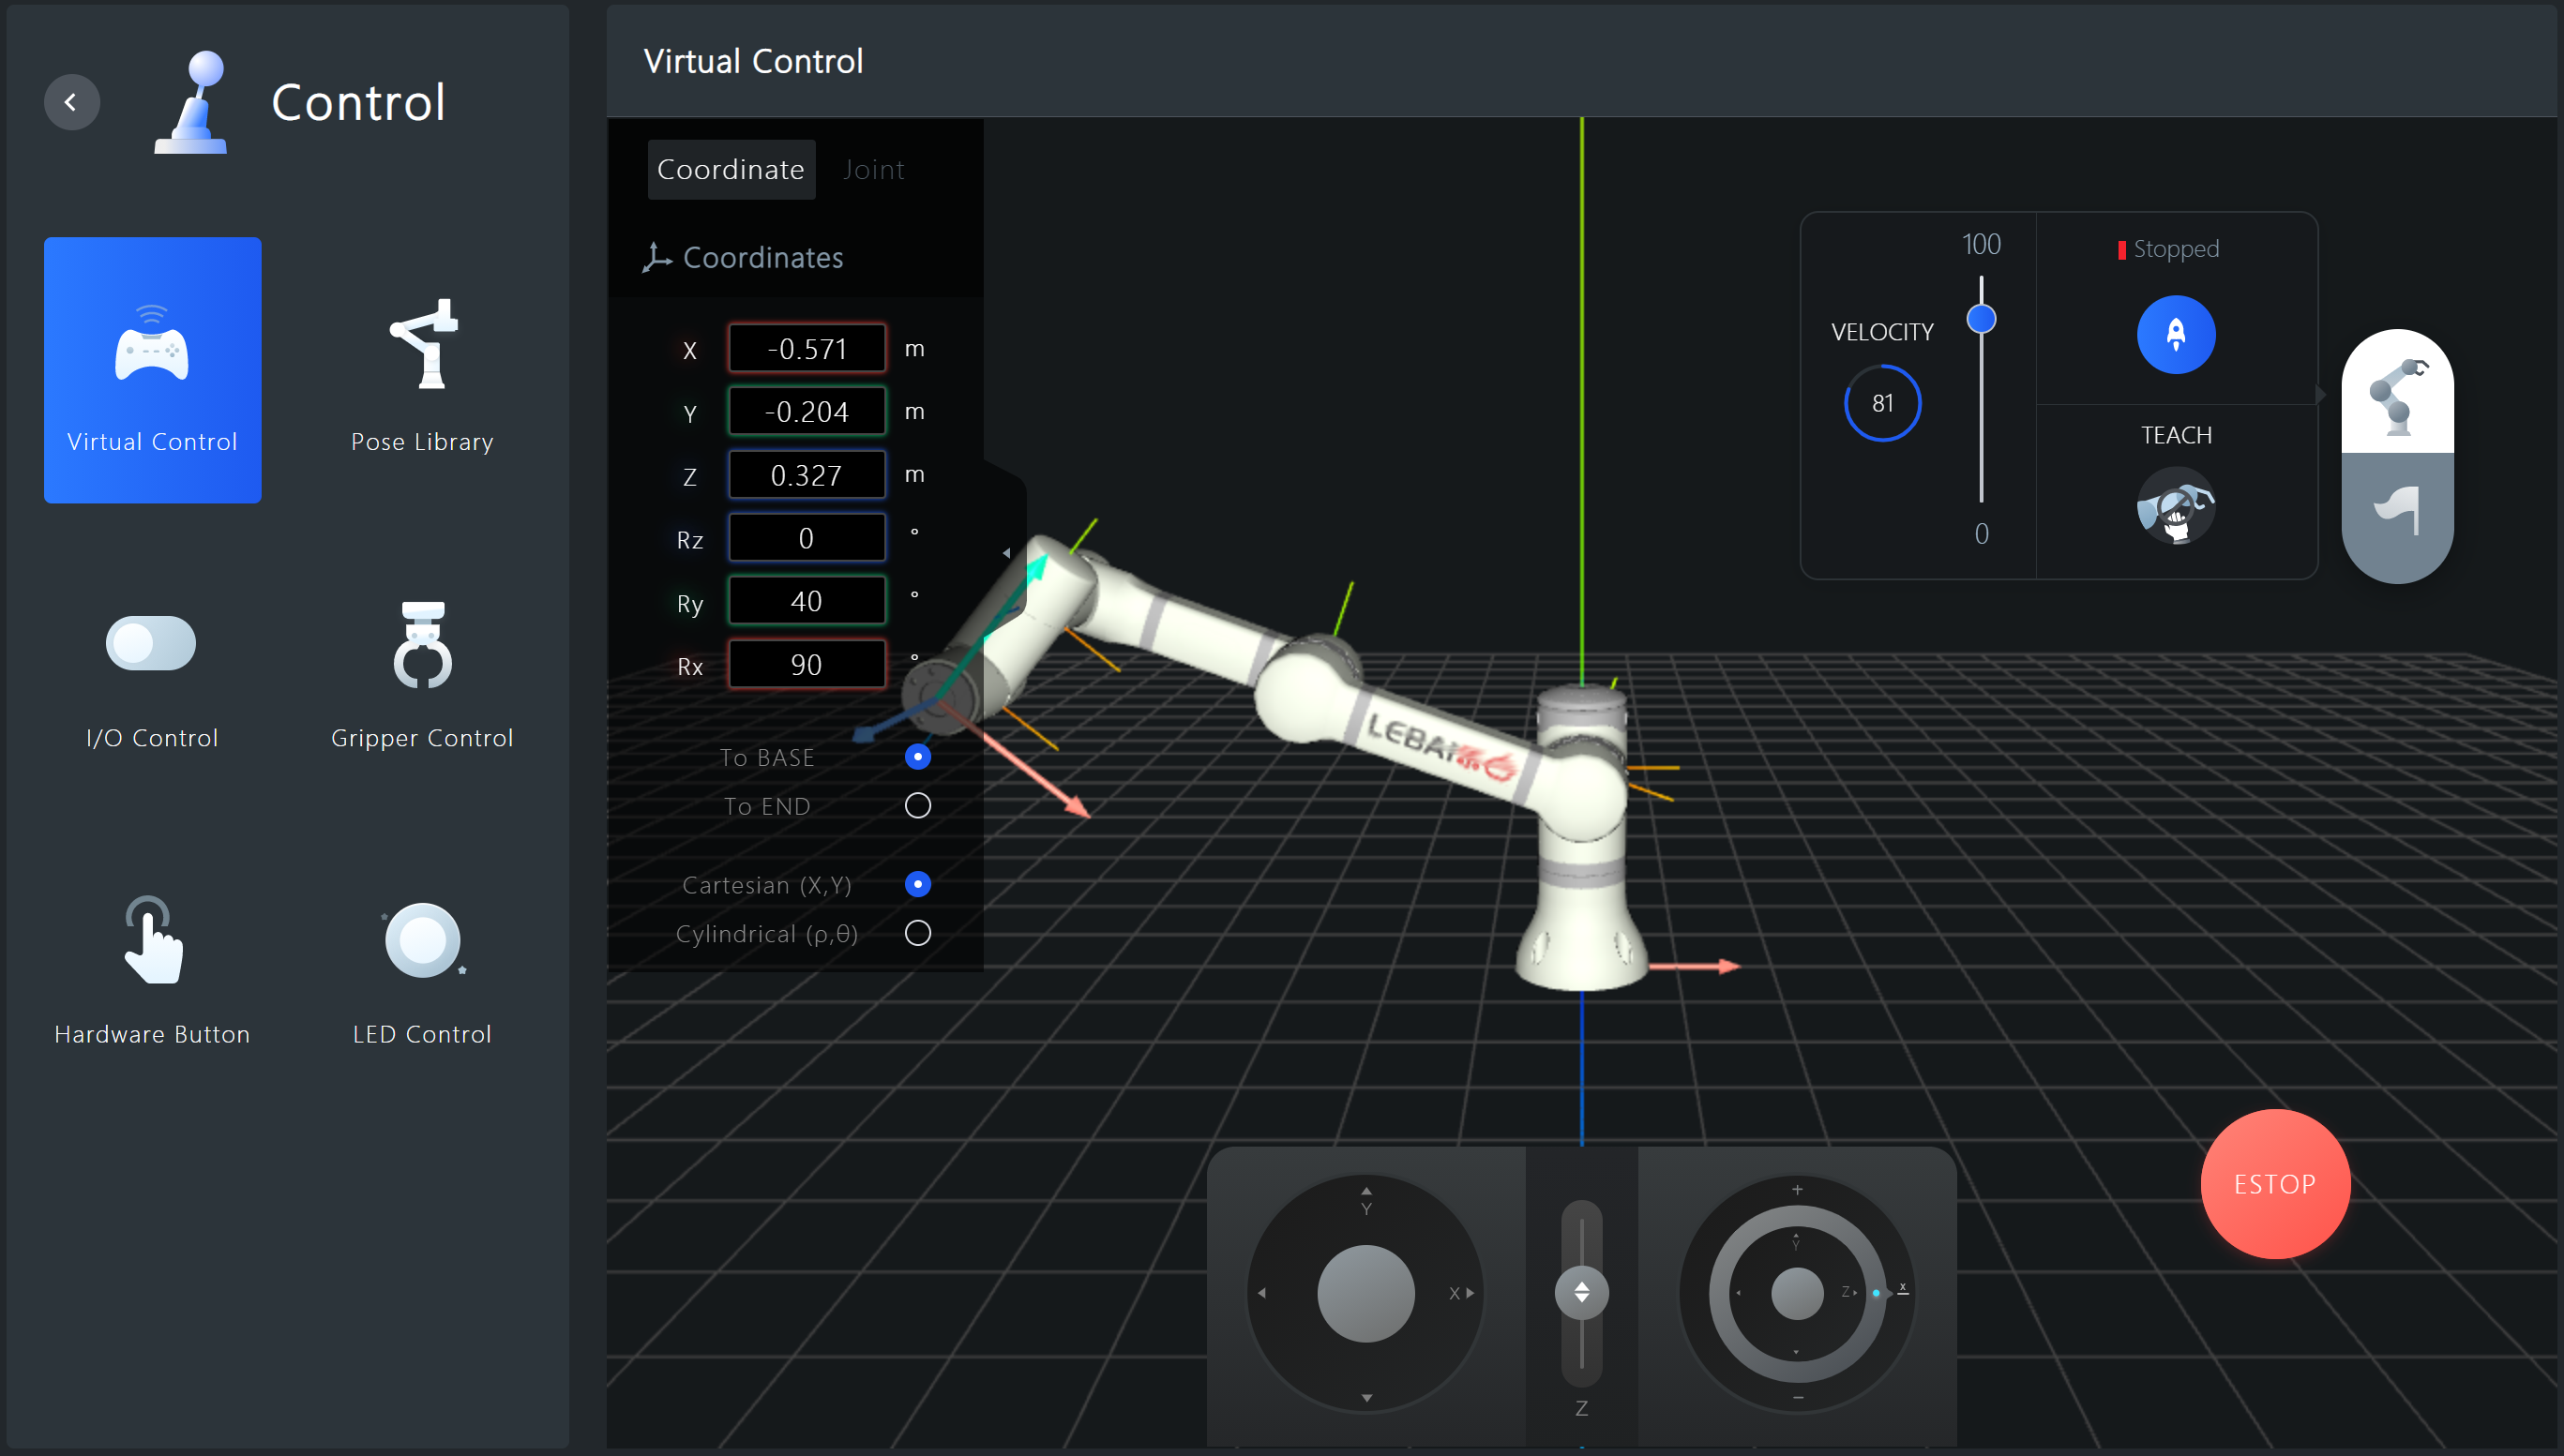 Control
Virtual Control
Pose Library
I/O Control
Gripper Control
Hardware Button
LED Control
Virtual Control
Coordinate Joint
Coordinates
X -0.571 m
Y -0.204 m
Z 0.327 m
Rz 0 °
Ry 40 °
Rx 90 °
To BASE
To END
Cartesian (X,Y)
Cylindrical (ρ,θ)
VELOCITY
81
100
0
Stopped
TEACH
Y
X
Z
+
Y
Z
x
−
ESTOP